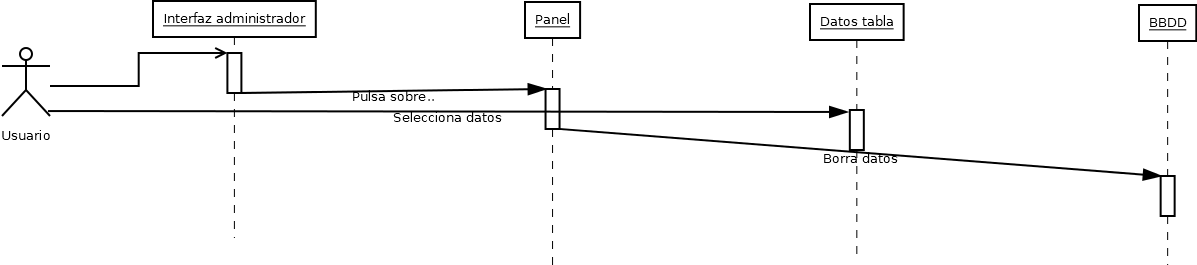 Interfaz administrador
Panel
Datos tabla
BBDD
Pulsa sobre..
Selecciona datos
Usuario
Borra datos